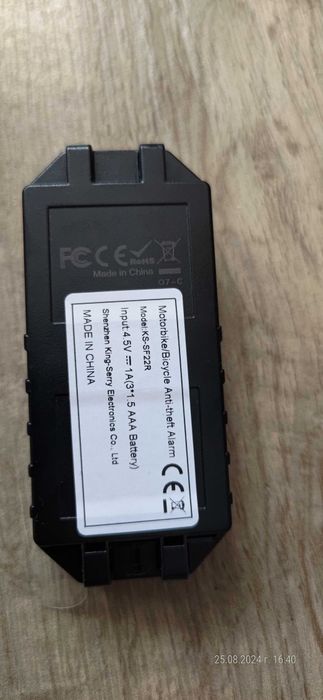 FC CE RoHS
Made in China
07-C
Motorbike/Bicycle Anti-theft Alarm
Model:KS-SF22R
Input:4.5V ⎓ 1A(3*1.5 AAA Battery)
Shenzhen King-Serry Electronics Co., Ltd
MADE IN CHINA
CE
25.08.2024 г. 16:40